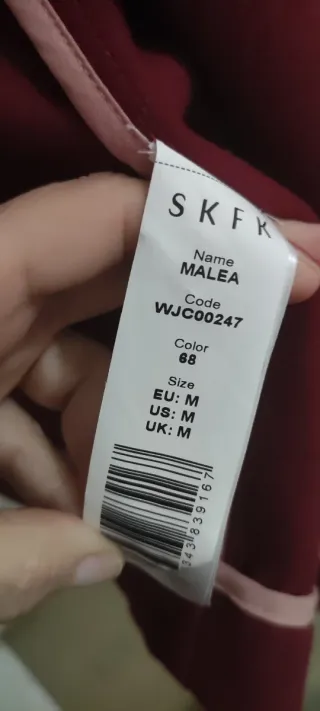 SKFK
Name
MALEA
Code
WJC00247
Color
68
Size
EU: M
US: M
UK: M